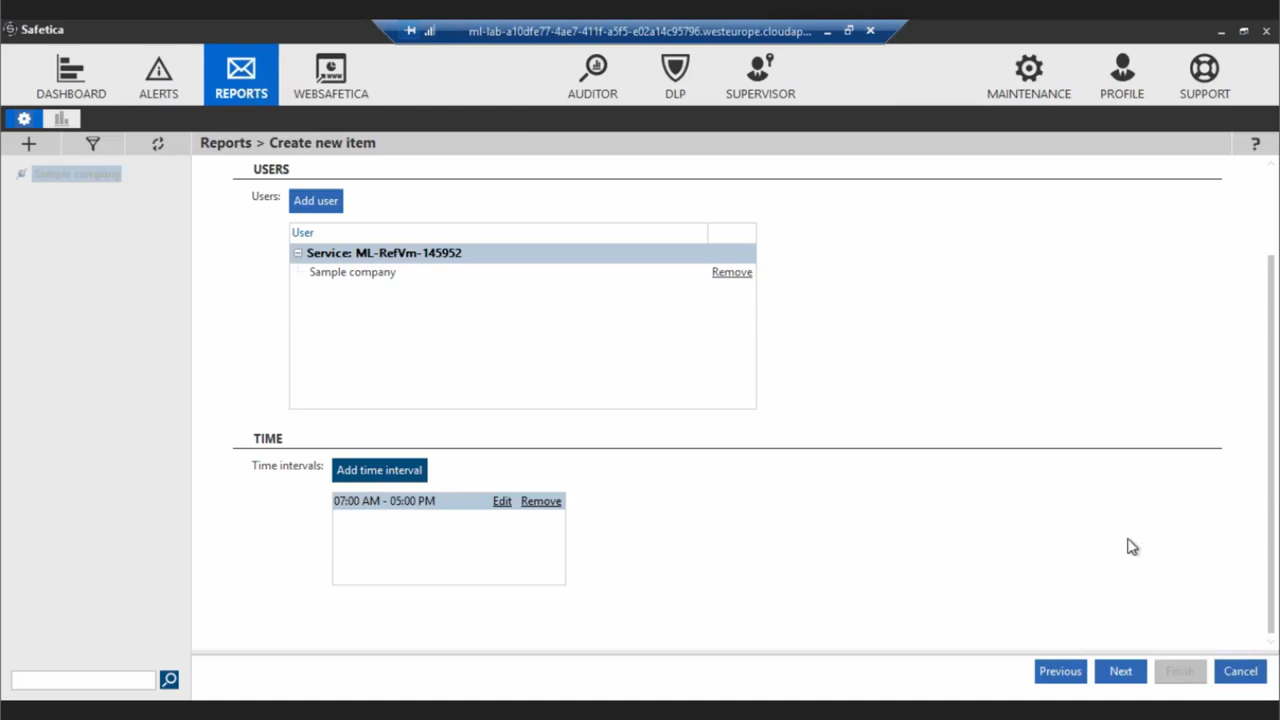 Safetica
ml-lab-a10dfe77-4ae7-411f-a5f5-e02a14c95796.westeurope.cloudap...
DASHBOARD
ALERTS
REPORTS
WEBSAFETICA
AUDITOR
DLP
SUPERVISOR
MAINTENANCE
PROFILE
SUPPORT
Reports > Create new item
?
Sample company
USERS
Users:
Add user
User
Service: ML-RefVm-145952
Sample company
Remove
TIME
Time intervals:
Add time interval
07:00 AM - 05:00 PM Edit Remove
Previous
Next
Finish
Cancel